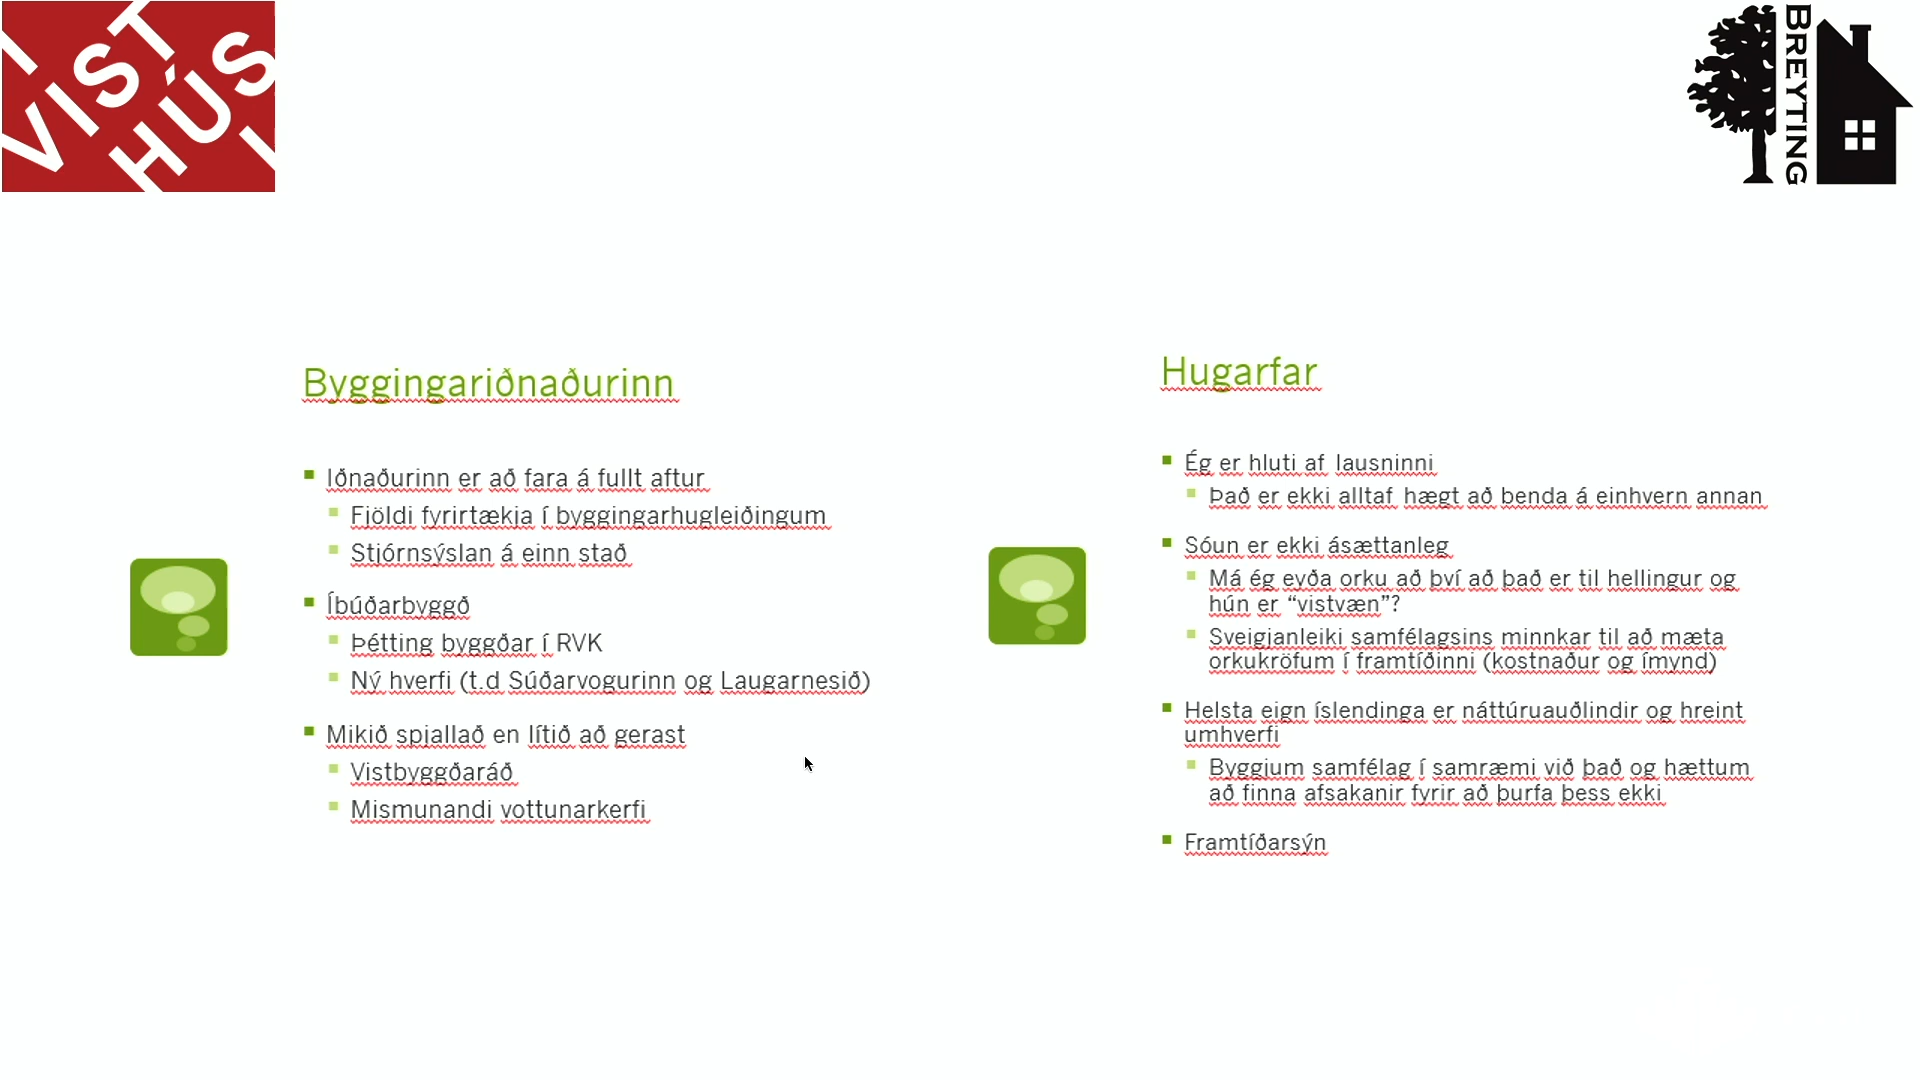 VIST
HÚS
BREYTING
Byggingariðnaðurinn
Iðnaðurinn er að fara á fullt aftur
Fjöldi fyrirtækja í byggingarhugleiðingum
Stjórnsýslan á einn stað
Íbúðarbyggð
Þétting byggðar í RVK
Ný hverfi (t.d Súðarvogurinn og Laugarnesið)
Mikið spjallað en lítið að gerast
Vistbyggðaráð
Mismunandi vottunarkerfi
Hugarfar
Ég er hluti af lausninni
Það er ekki alltaf hægt að benda á einhvern annan
Sóun er ekki ásættanleg
Má ég eyða orku að því að það er til hellingur og
hún er “vistvæn”?
Sveigjanleiki samfélagsins minnkar til að mæta
orkukröfum í framtíðinni (kostnaður og ímynd)
Helsta eign íslendinga er náttúruauðlindir og hreint
umhverfi
Byggjum samfélag í samræmi við það og hættum
að finna afsakanir fyrir að þurfa þess ekki
Framtíðarsýn